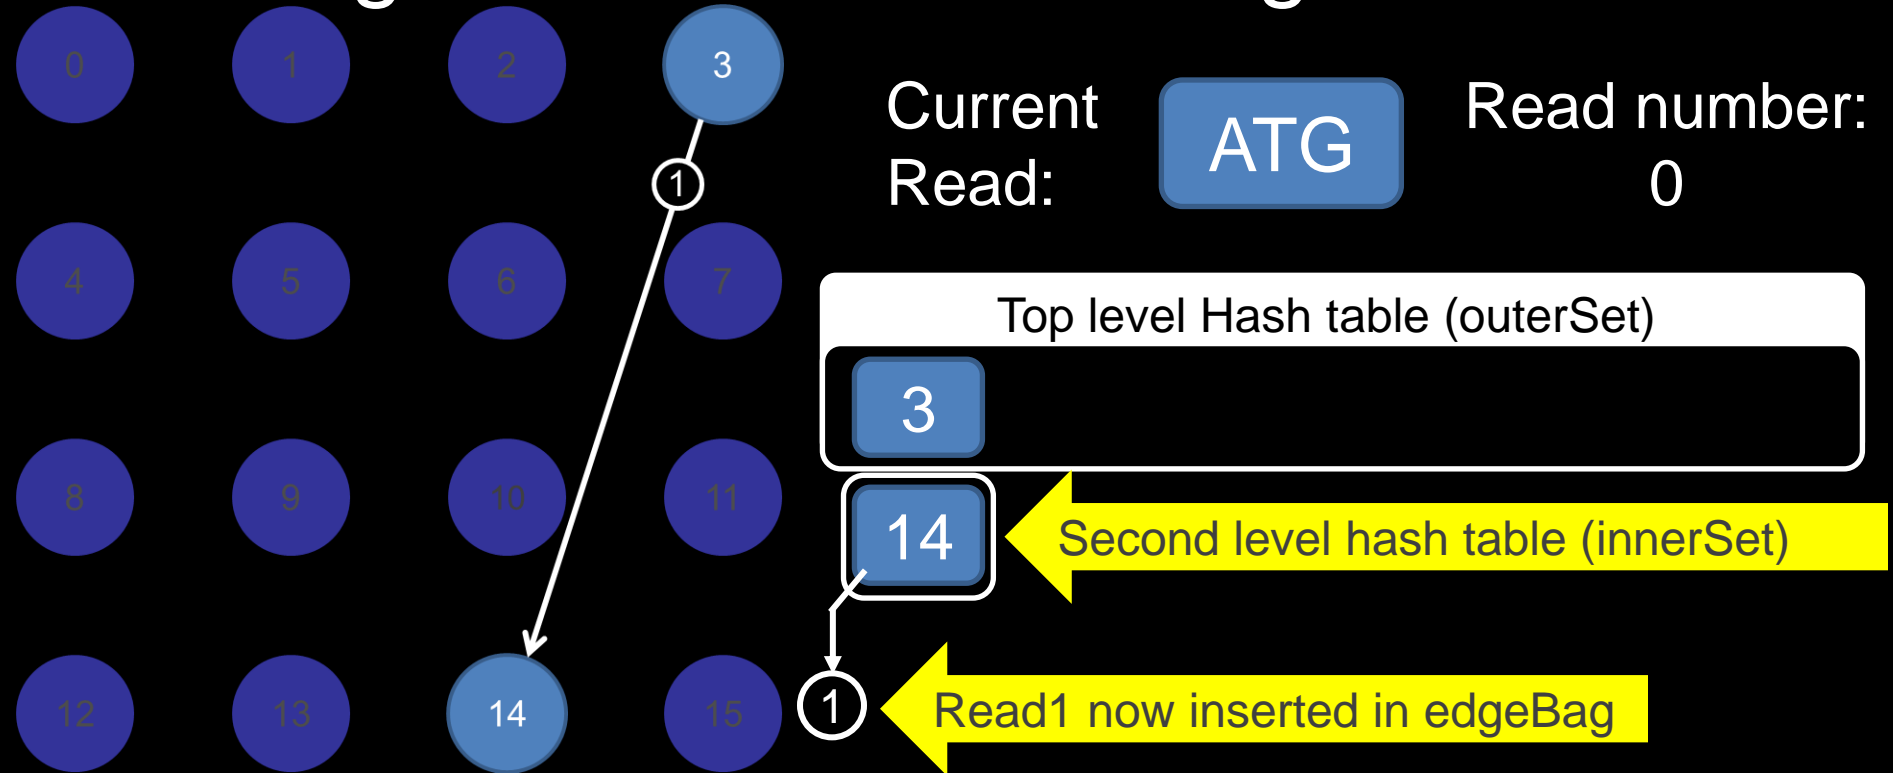 0 1 2 3
Current
Read:
ATG
Read number:
0
1
4 5 6 7
Top level Hash table (outerSet)
3
8 9 10 11
14
Second level hash table (innerSet)
12 13 14 15
1
Read1 now inserted in edgeBag